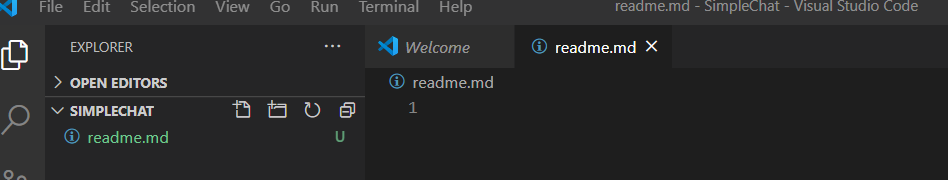 File Edit Selection View Go Run Terminal Help readme.md - SimpleChat - Visual Studio Code
EXPLORER ··· Welcome readme.md
OPEN EDITORS readme.md
SIMPLECHAT 1
readme.md U